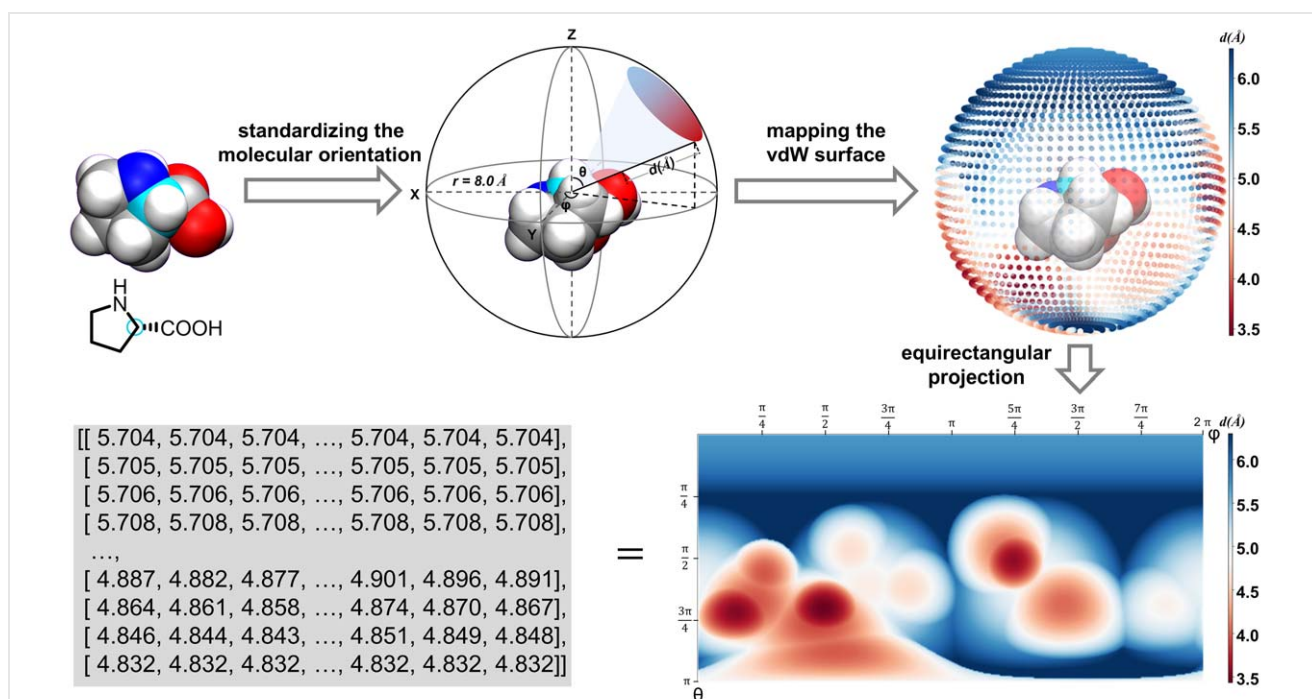 standardizing the
molecular orientation
Z
X
Y
r = 8.0 Å
θ
φ
d(Å)
mapping the
vdW surface
d(Å)
6.0
5.5
5.0
4.5
4.0
3.5
H
N
COOH
equirectangular
projection
π/4 π/2 3π/4 π 5π/4 3π/2 7π/4 2 π φ
π/4
π/2
3π/4
π
θ
d(Å)
6.0
5.5
5.0
4.5
4.0
3.5
[[ 5.704, 5.704, 5.704, ..., 5.704, 5.704, 5.704],
[ 5.705, 5.705, 5.705, ..., 5.705, 5.705, 5.705],
[ 5.706, 5.706, 5.706, ..., 5.706, 5.706, 5.706],
[ 5.708, 5.708, 5.708, ..., 5.708, 5.708, 5.708],
...,
[ 4.887, 4.882, 4.877, ..., 4.901, 4.896, 4.891],
[ 4.864, 4.861, 4.858, ..., 4.874, 4.870, 4.867],
[ 4.846, 4.844, 4.843, ..., 4.851, 4.849, 4.848],
[ 4.832, 4.832, 4.832, ..., 4.832, 4.832, 4.832]]
=